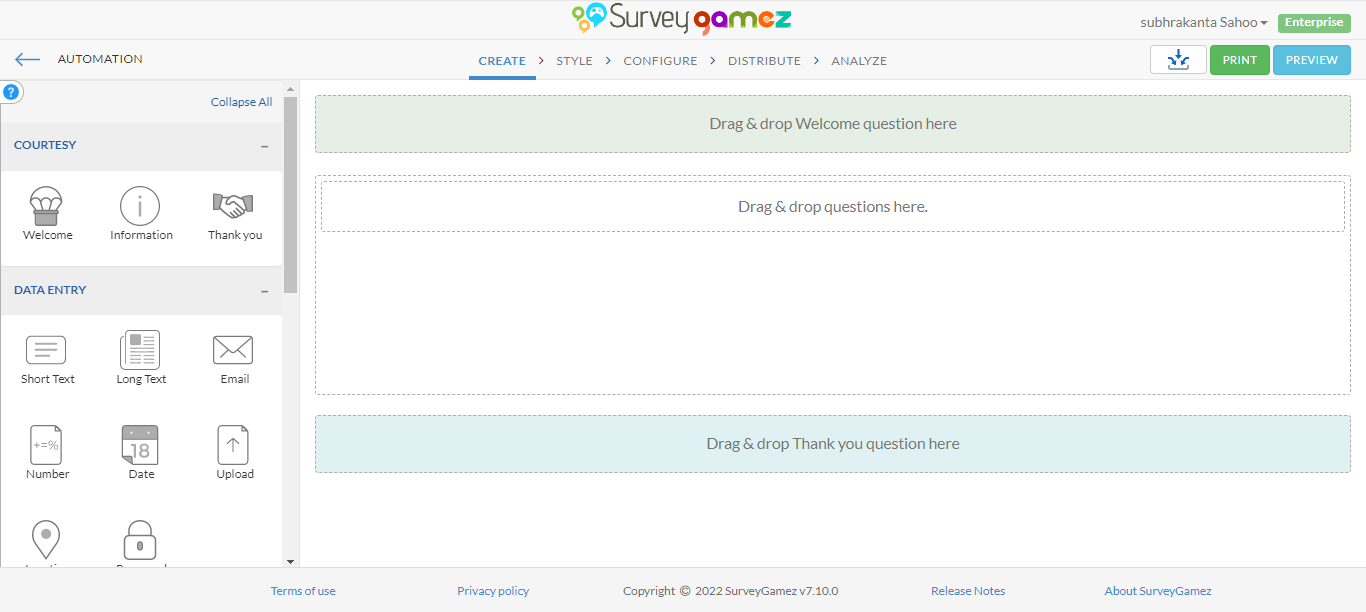 Survey gamez
subhrakanta Sahoo
Enterprise
AUTOMATION
CREATE > STYLE > CONFIGURE > DISTRIBUTE > ANALYZE
PRINT
PREVIEW
?
Collapse All
COURTESY
Welcome
Information
Thank you
DATA ENTRY
Short Text
Long Text
Email
+=%
18
Number
Date
Upload
Drag & drop Welcome question here
Drag & drop questions here.
Drag & drop Thank you question here
Terms of use
Privacy policy
Copyright © 2022 SurveyGamez v7.10.0
Release Notes
About SurveyGamez